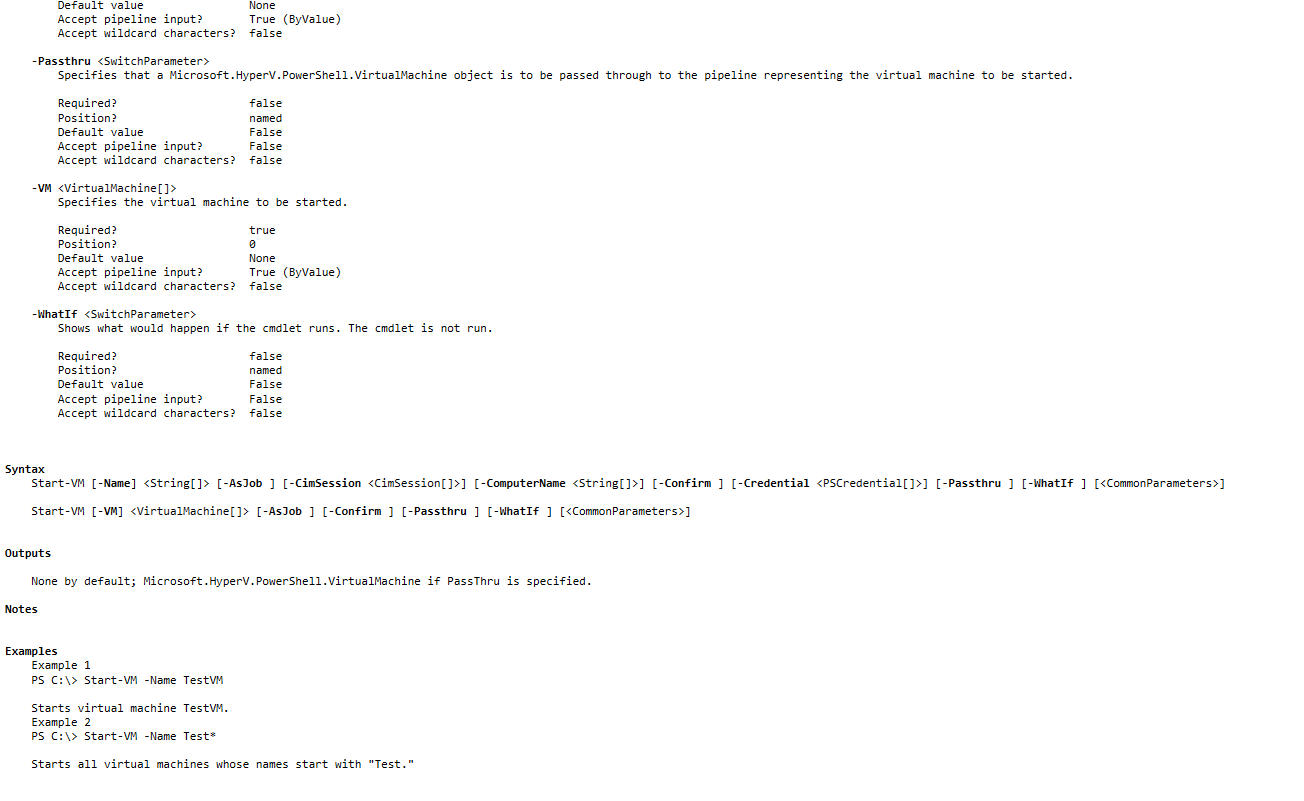 Default value None
Accept pipeline input? True (ByValue)
Accept wildcard characters? false
-Passthru <SwitchParameter>
Specifies that a Microsoft.HyperV.PowerShell.VirtualMachine object is to be passed through to the pipeline representing the virtual machine to be started.
Required? false
Position? named
Default value False
Accept pipeline input? False
Accept wildcard characters? false
-VM <VirtualMachine[]>
Specifies the virtual machine to be started.
Required? true
Position? 0
Default value None
Accept pipeline input? True (ByValue)
Accept wildcard characters? false
-WhatIf <SwitchParameter>
Shows what would happen if the cmdlet runs. The cmdlet is not run.
Required? false
Position? named
Default value False
Accept pipeline input? False
Accept wildcard characters? false
Syntax
Start-VM [-Name] <String[]> [-AsJob ] [-CimSession <CimSession[]>] [-ComputerName <String[]>] [-Confirm ] [-Credential <PSCredential[]>] [-Passthru ] [-WhatIf ] [<CommonParameters>]
Start-VM [-VM] <VirtualMachine[]> [-AsJob ] [-Confirm ] [-Passthru ] [-WhatIf ] [<CommonParameters>]
Outputs
None by default; Microsoft.HyperV.PowerShell.VirtualMachine if PassThru is specified.
Notes
Examples
Example 1
PS C:\> Start-VM -Name TestVM
Starts virtual machine TestVM.
Example 2
PS C:\> Start-VM -Name Test*
Starts all virtual machines whose names start with "Test."